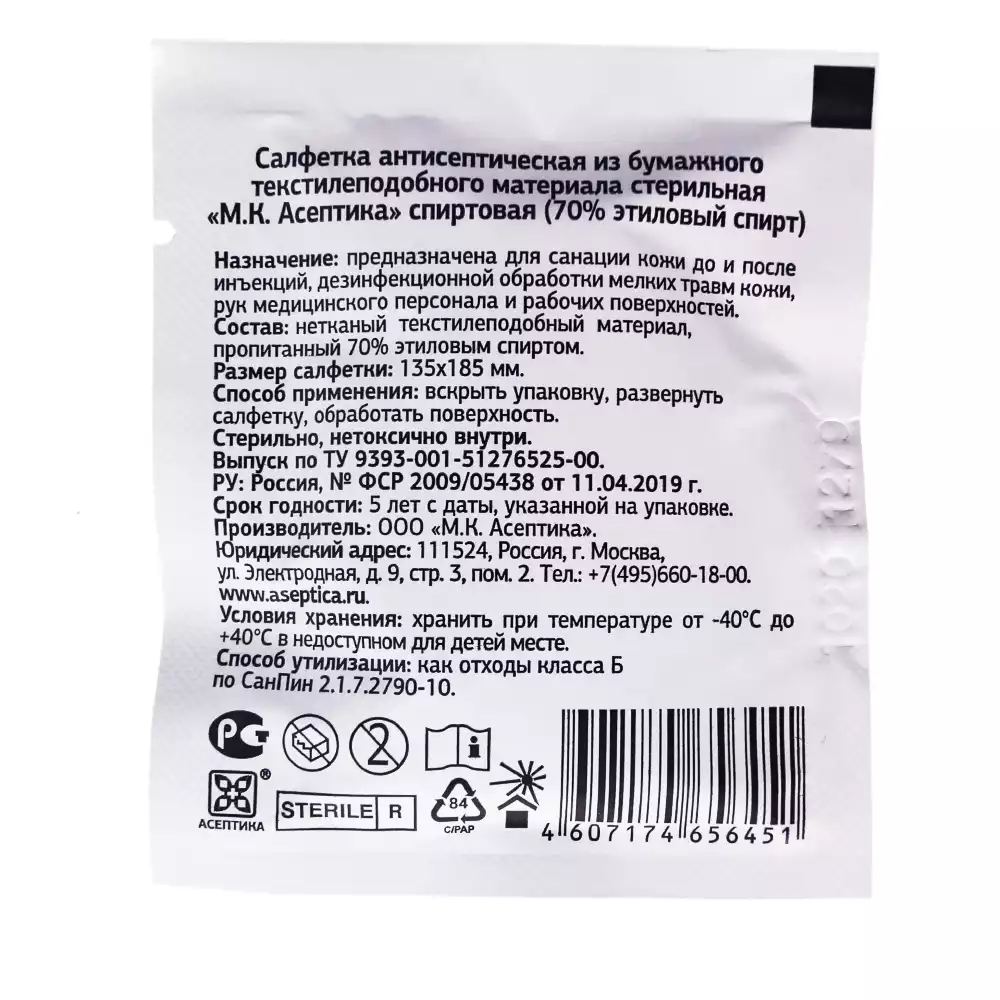 Салфетка антисептическая из бумажного
текстилеподобного материала стерильная
«М.К. Асептика» спиртовая (70% этиловый спирт)
Назначение: предназначена для санации кожи до и после
инъекций, дезинфекционной обработки мелких травм кожи,
рук медицинского персонала и рабочих поверхностей.
Состав: нетканый текстилеподобный материал,
пропитанный 70% этиловым спиртом.
Размер салфетки: 135х185 мм.
Способ применения: вскрыть упаковку, развернуть
салфетку, обработать поверхность.
Стерильно, нетоксично внутри.
Выпуск по ТУ 9393-001-51276525-00.
РУ: Россия, № ФСР 2009/05438 от 11.04.2019 г.
Срок годности: 5 лет с даты, указанной на упаковке.
Производитель: ООО «М.К. Асептика».
Юридический адрес: 111524, Россия, г. Москва,
ул. Электродная, д. 9, стр. 3, пом. 2. Тел.: +7(495)660-18-00.
www.aseptica.ru.
Условия хранения: хранить при температуре от -40°С до
+40°С в недоступном для детей месте.
Способ утилизации: как отходы класса Б
по СанПин 2.1.7.2790-10.
2
i
АСЕПТИКА ®
STERILE R
84
C/PAP
4 607174 656451